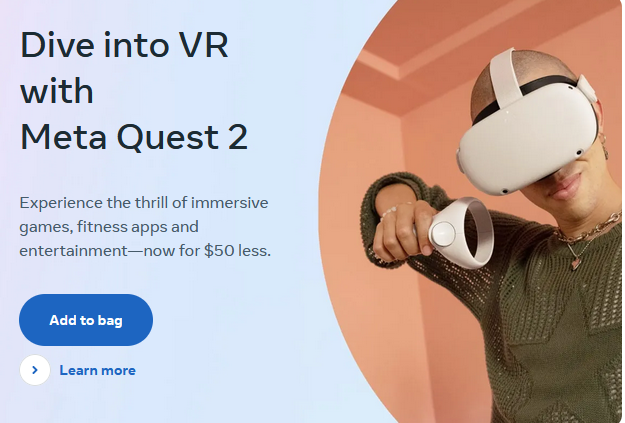 Dive into VR
with
Meta Quest 2
Experience the thrill of immersive
games, fitness apps and
entertainment—now for $50 less.
Add to bag
Learn more